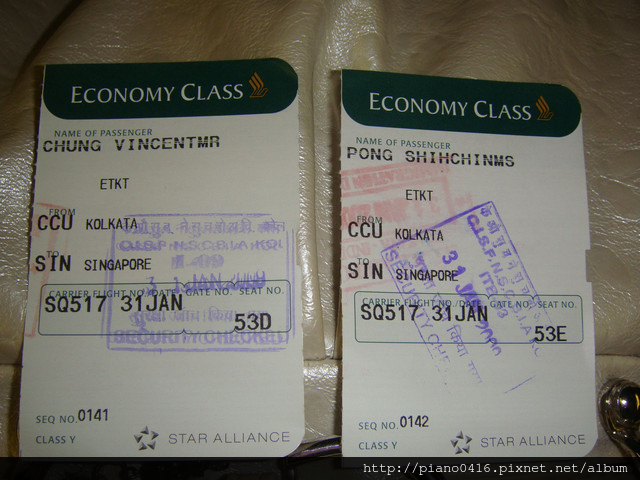 ECONOMY CLASS
NAME OF PASSENGER
CHUNG VINCENTMR
ETKT
FROM
CCU KOLKATA
TO
SIN SINGAPORE
CARRIER FLIGHT NO./DATE GATE NO. SEAT NO.
SQ517 31JAN
53D
SEQ NO.0141
CLASS Y
STAR ALLIANCE
SECURITY CHECKED
ECONOMY CLASS
NAME OF PASSENGER
PONG SHIHCHINMS
ETKT
FROM
CCU KOLKATA
TO
SIN SINGAPORE
CARRIER FLIGHT NO./DATE GATE NO. SEAT NO.
SQ517 31JAN
53E
SEQ NO.0142
CLASS Y
STAR ALLIANCE
http://piano0416.pixnet.net/album